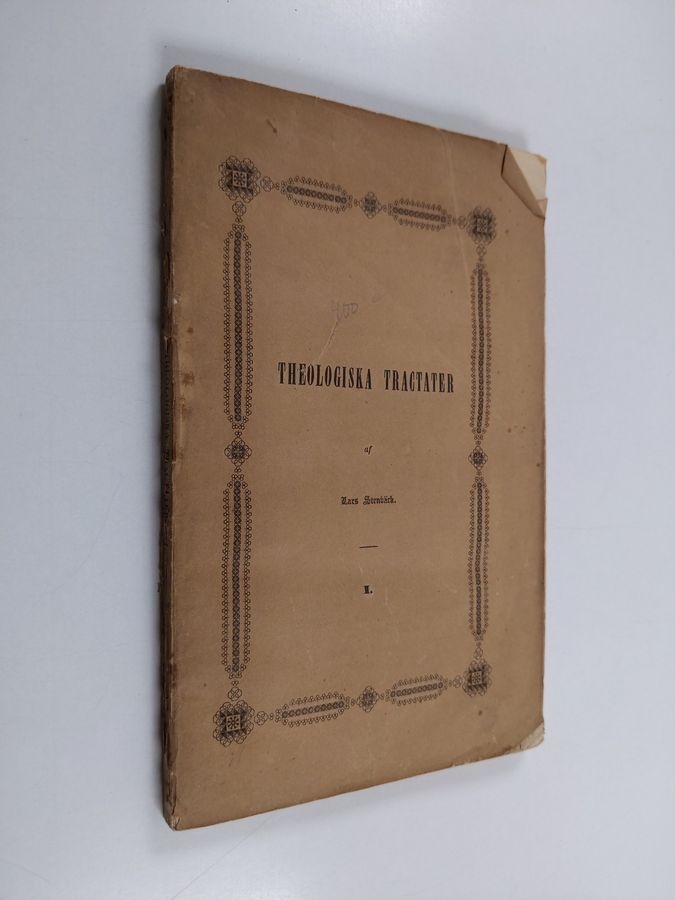 400
THEOLOGISKA TRACTATER
af
Lars Stenbäck.
I.